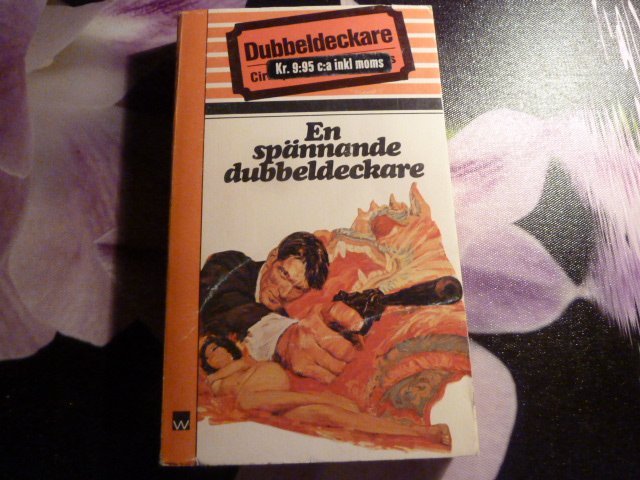 Dubbeldeckare
Kr. 9:95 c:a inkl moms
En
spännande
dubbeldeckare
W